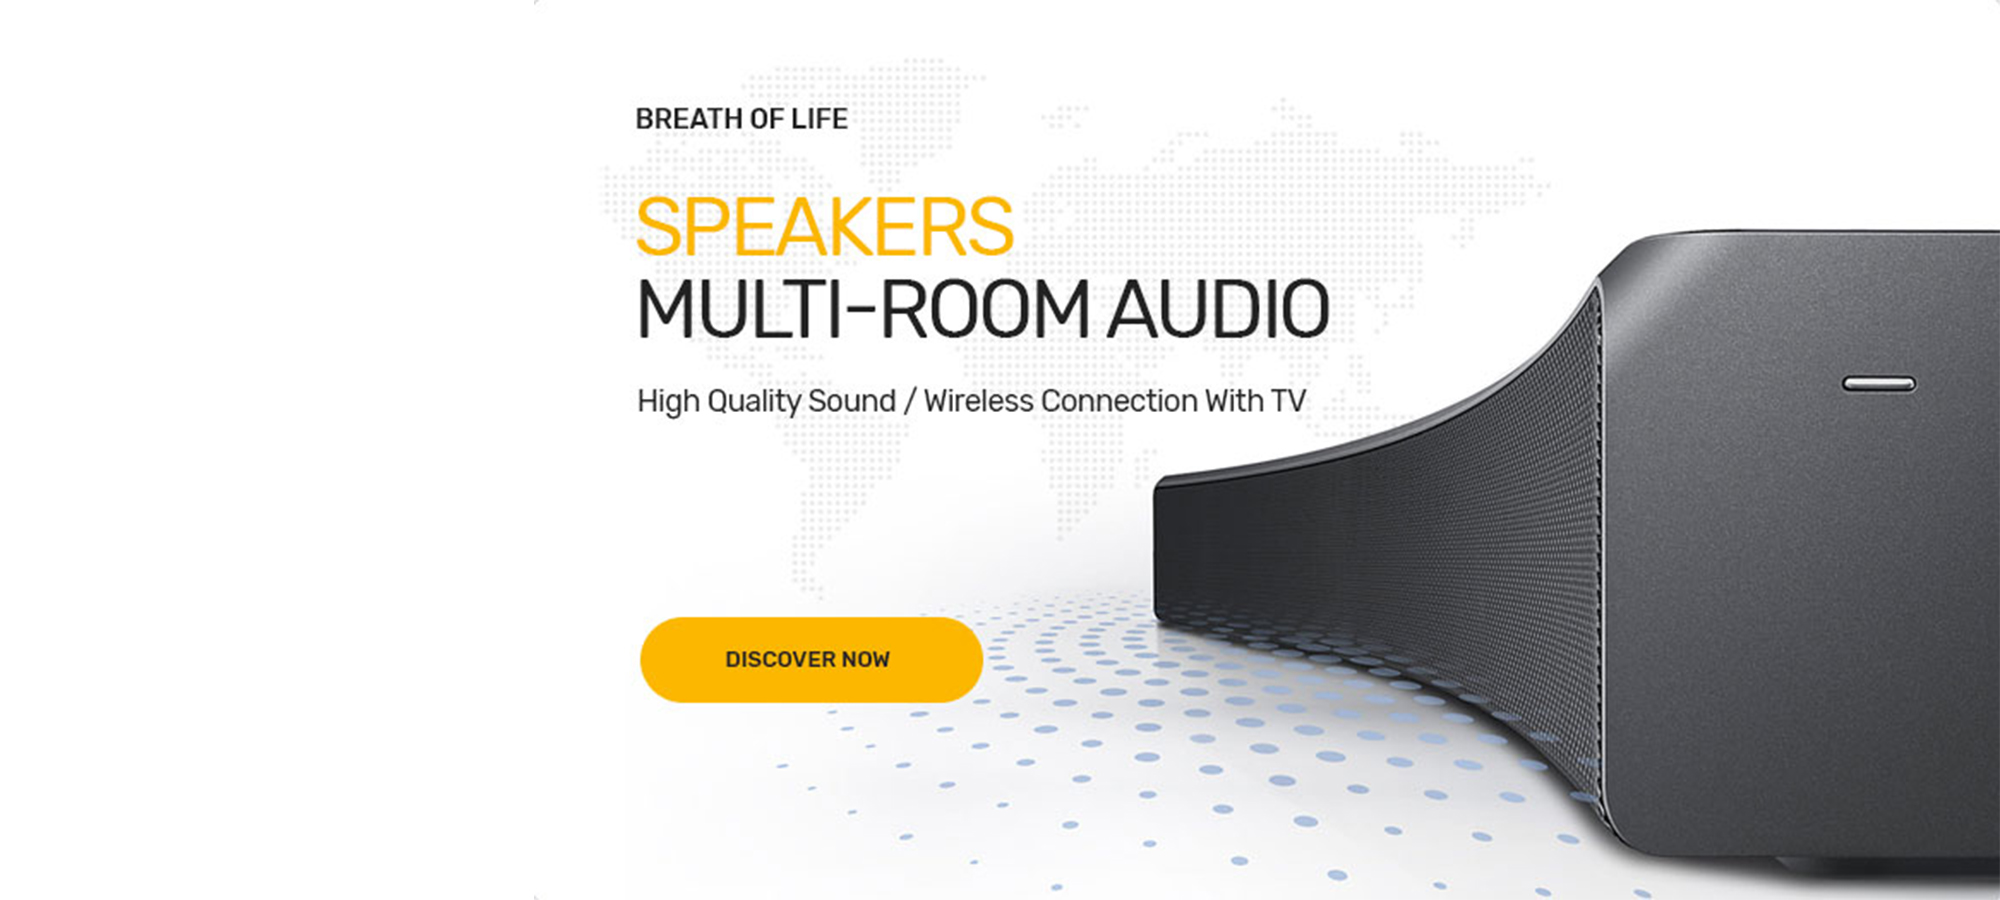 BREATH OF LIFE
SPEAKERS
MULTI-ROOM AUDIO
High Quality Sound / Wireless Connection With TV
DISCOVER NOW